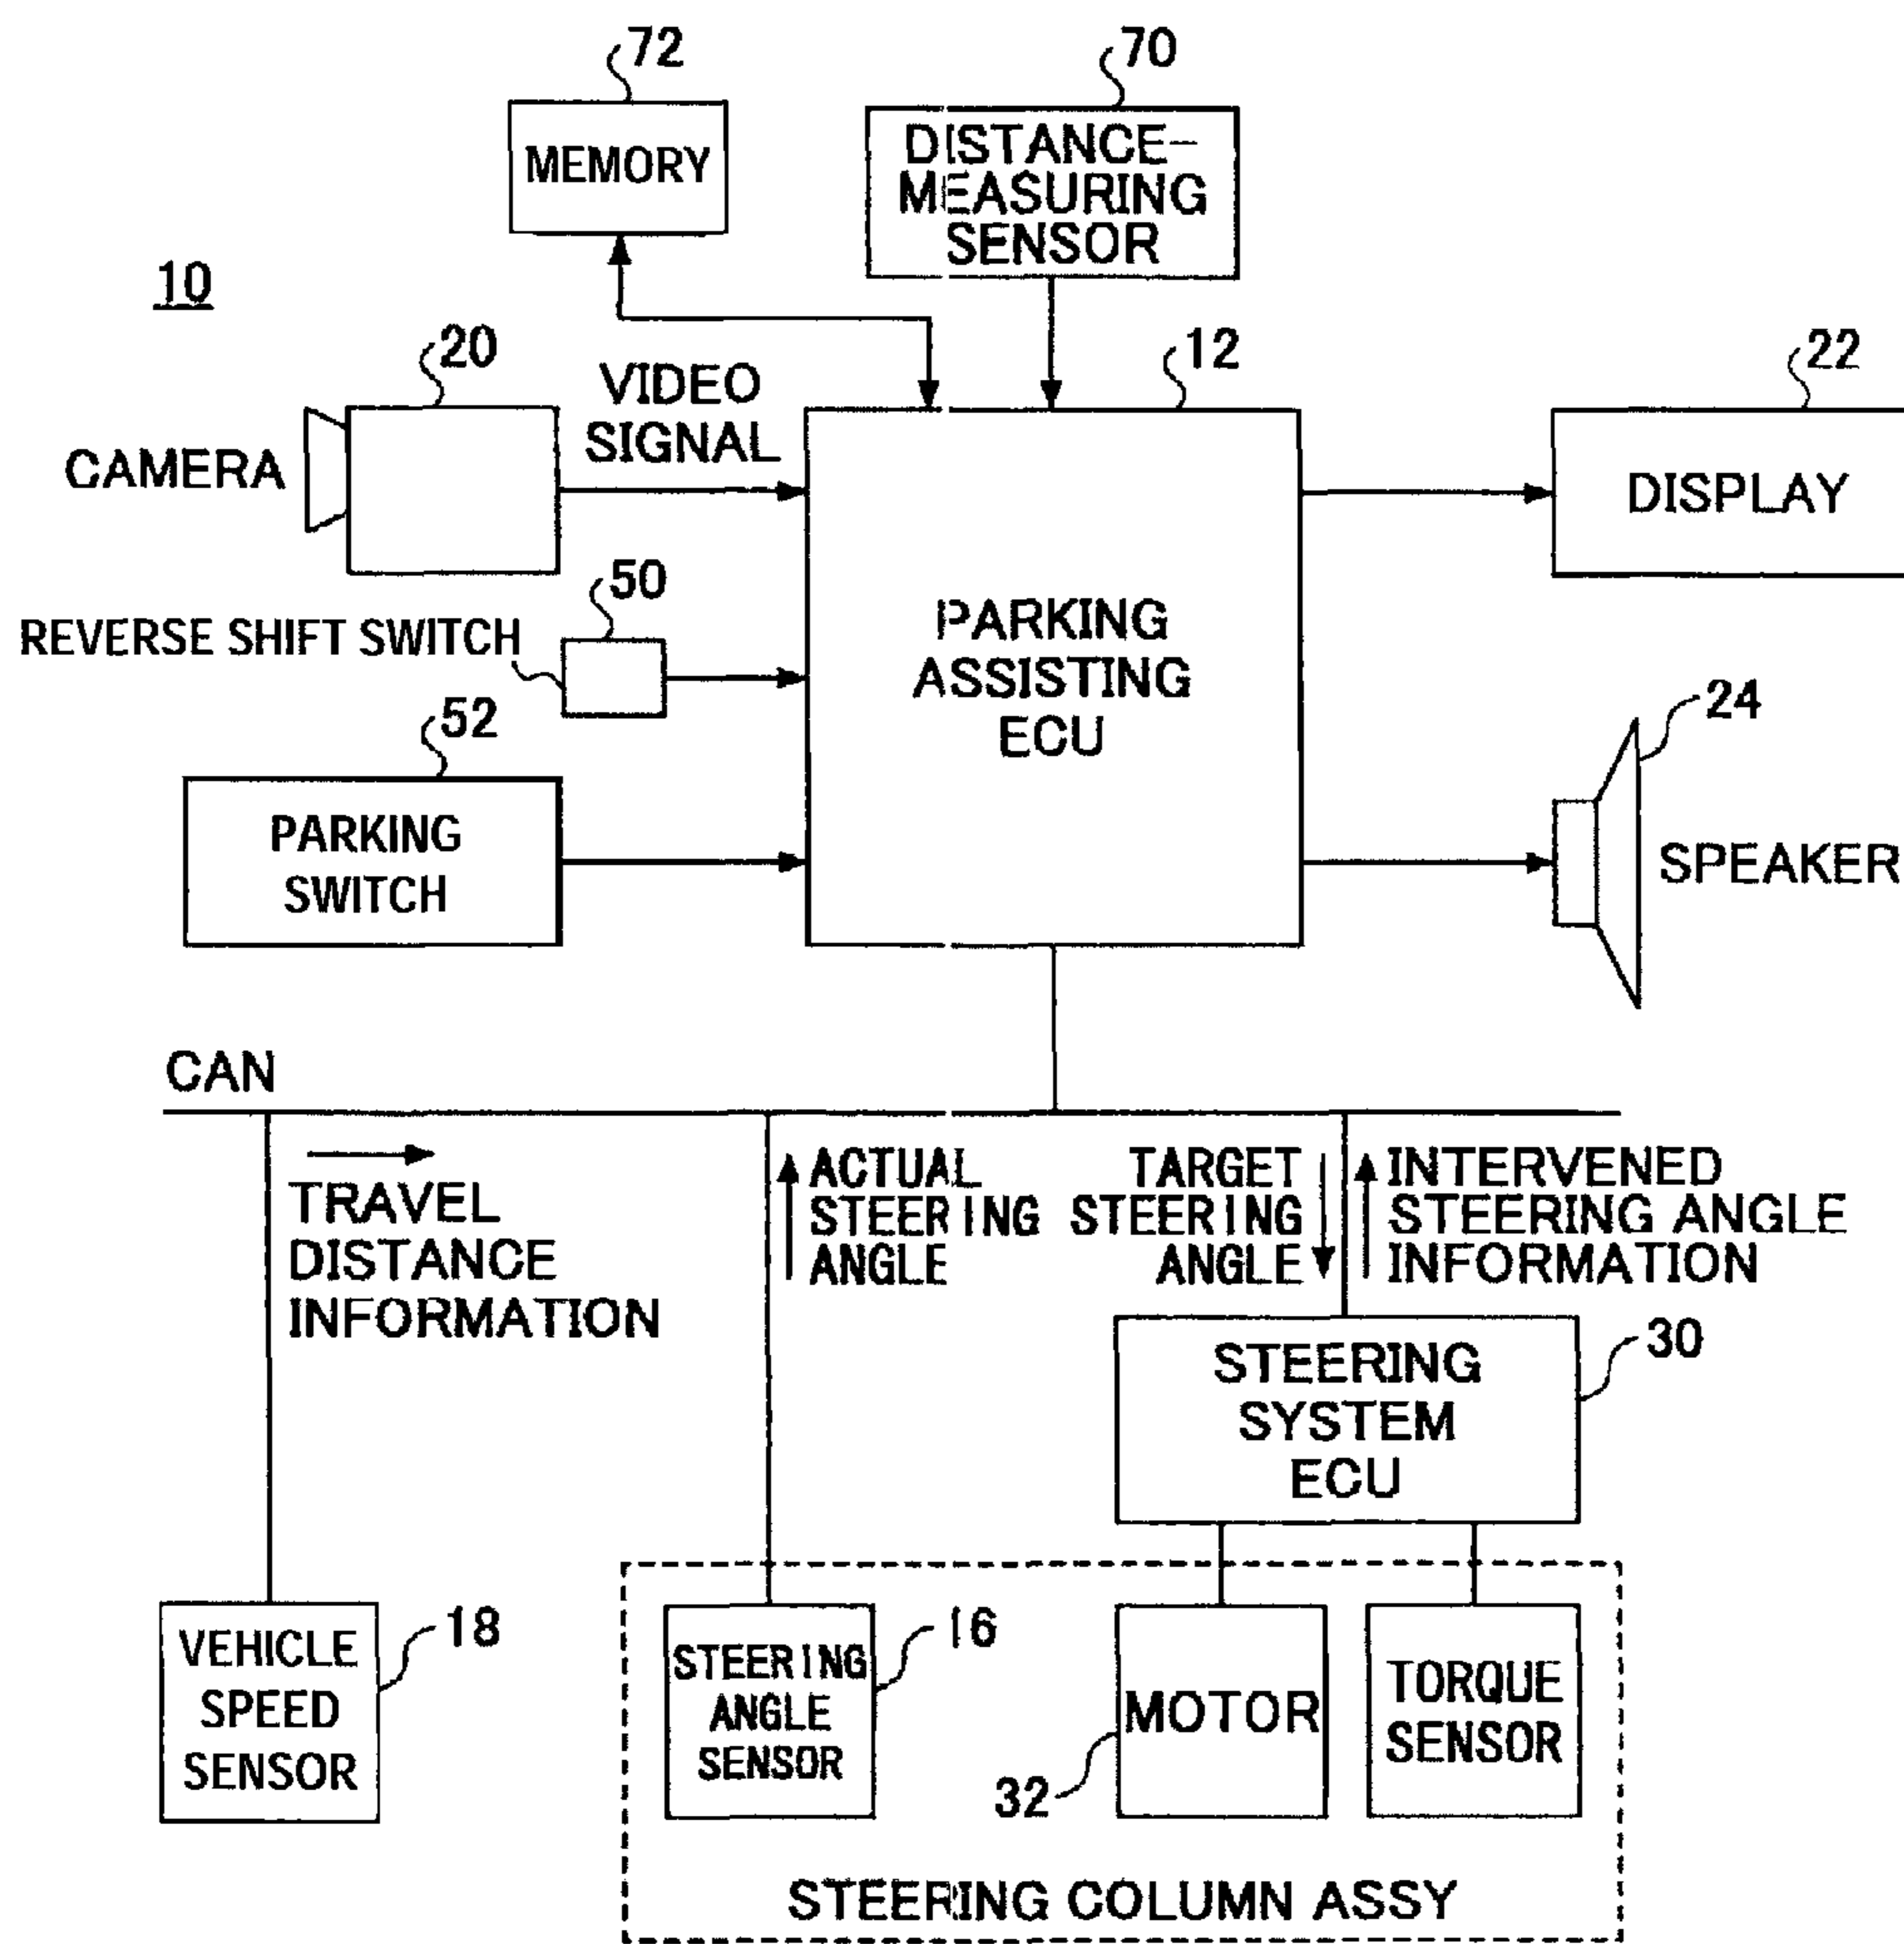 72
70
MEMORY
DISTANCE-
MEASURING
SENSOR
10
20
VIDEO
SIGNAL
12
22
CAMERA
DISPLAY
50
REVERSE SHIFT SWITCH
PARKING
ASSISTING
ECU
52
24
PARKING
SWITCH
SPEAKER
CAN
TRAVEL
DISTANCE
INFORMATION
ACTUAL
STEERING
ANGLE
TARGET
STEERING
ANGLE
INTERVENED
STEERING ANGLE
INFORMATION
STEERING
SYSTEM
ECU
30
VEHICLE
SPEED
SENSOR
18
STEERING
ANGLE
SENSOR
16
MOTOR
32
TORQUE
SENSOR
STEERING COLUMN ASSY